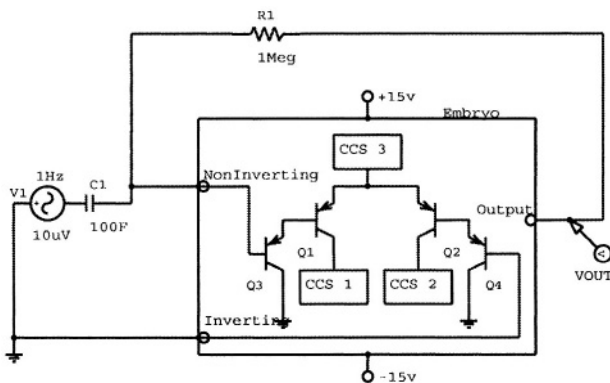 R1
1Meg
+15v
Embryo
CCS 3
1Hz
V1
C1
NonInverting
Output
10uV
100F
Q1
Q2
VOUT
Q3
CCS 1
CCS 2
Q4
Inverting
-15v